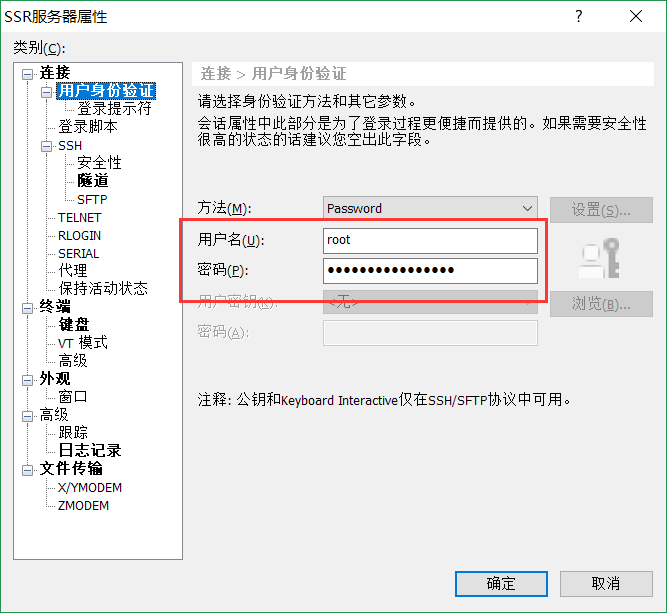 SSR服务器属性
?
类别(C):
连接
用户身份验证
登录提示符
登录脚本
SSH
安全性
隧道
SFTP
TELNET
RLOGIN
SERIAL
代理
保持活动状态
终端
键盘
VT 模式
高级
外观
窗口
高级
跟踪
日志记录
文件传输
X/YMODEM
ZMODEM
连接 > 用户身份验证
请选择身份验证方法和其它参数。
会话属性中此部分是为了登录过程更便捷而提供的。如果需要安全性
很高的状态的话建议您空出此字段。
方法(M):
Password
设置(S)...
用户名(U):
root
密码(P):
●●●●●●●●●●●●●●●●
用户密钥(K):
<无>
浏览(B)...
密码(A):
注释: 公钥和Keyboard Interactive仅在SSH/SFTP协议中可用。
确定
取消